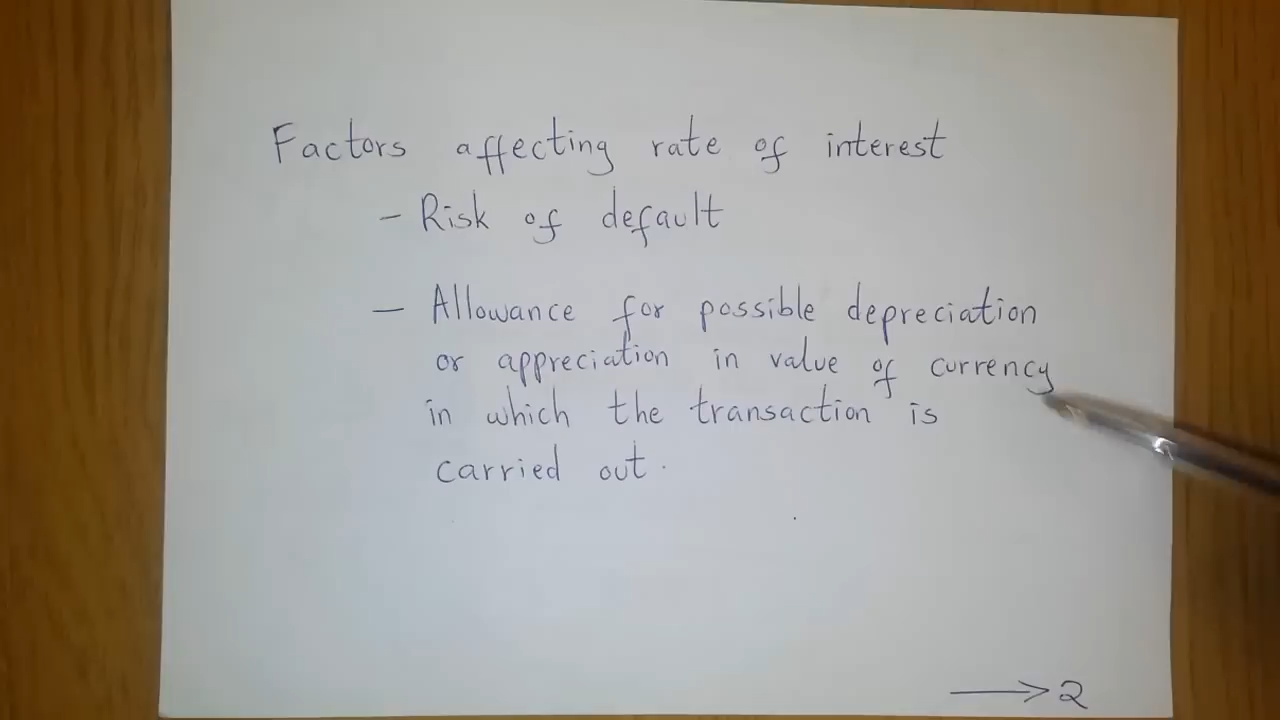 Factors affecting rate of interest
- Risk of default
- Allowance for possible depreciation
or appreciation in value of currency
in which the transaction is
carried out.
→ 2